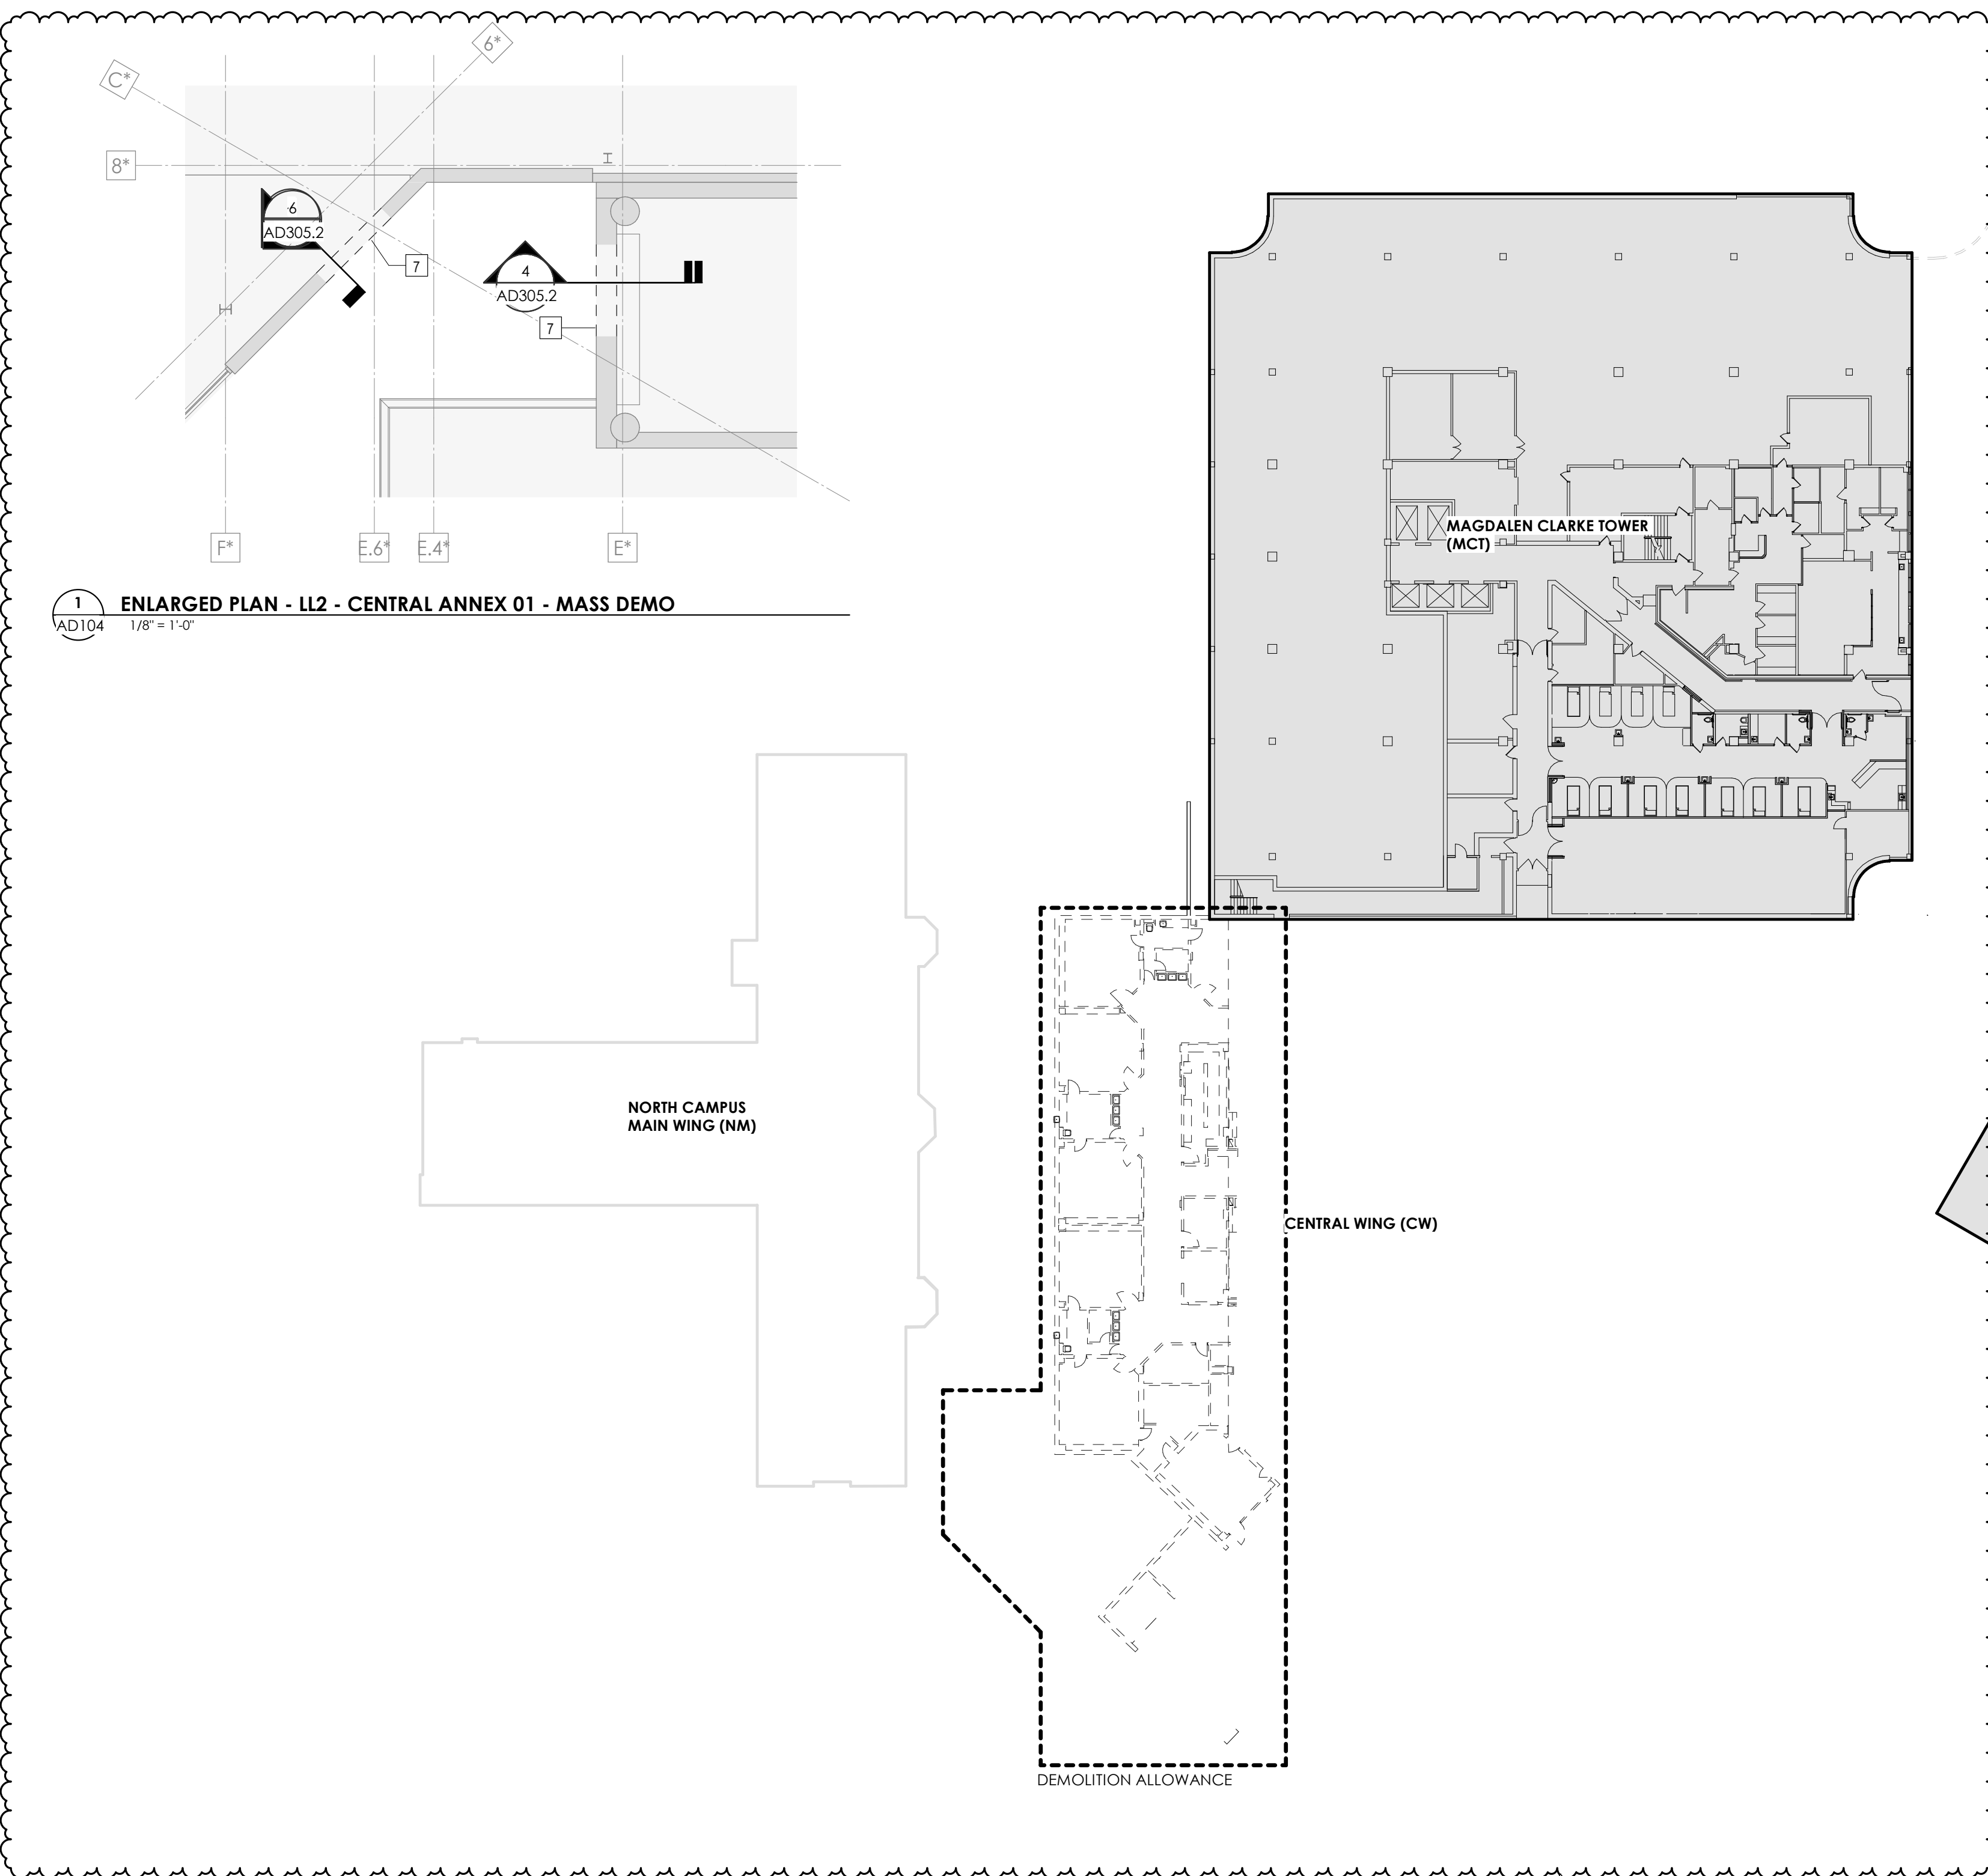 6*
C*
8*
6
AD305.2
7
4
AD305.2
7
F*
E.6*
E.4*
E*
1
AD104
ENLARGED PLAN - LL2 - CENTRAL ANNEX 01 - MASS DEMO
1/8" = 1'-0"
MAGDALEN CLARKE TOWER
(MCT)
NORTH CAMPUS
MAIN WING (NM)
CENTRAL WING (CW)
DEMOLITION ALLOWANCE